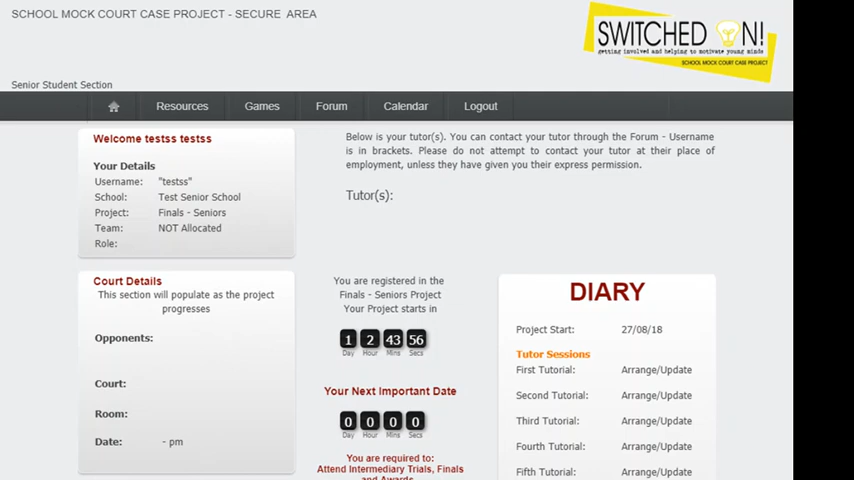 SCHOOL MOCK COURT CASE PROJECT - SECURE AREA
SWITCHED ON!
getting involved and helping to motivate young minds
SCHOOL MOCK COURT CASE PROJECT
Senior Student Section
Resources Games Forum Calendar Logout
Welcome testss testss
Your Details
Username: "testss"
School: Test Senior School
Project: Finals - Seniors
Team: NOT Allocated
Role:
Below is your tutor(s). You can contact your tutor through the Forum - Username
is in brackets. Please do not attempt to contact your tutor at their place of
employment, unless they have given you their express permission.
Tutor(s):
Court Details
This section will populate as the project
progresses
Opponents:
Court:
Room:
Date: - pm
You are registered in the
Finals - Seniors Project
Your Project starts in
1 2 43 56
Day Hour Mins Secs
Your Next Important Date
0 0 0 0
Day Hour Mins Secs
You are required to:
Attend Intermediary Trials, Finals
and Awards
DIARY
Project Start: 27/08/18
Tutor Sessions
First Tutorial: Arrange/Update
Second Tutorial: Arrange/Update
Third Tutorial: Arrange/Update
Fourth Tutorial: Arrange/Update
Fifth Tutorial: Arrange/Update